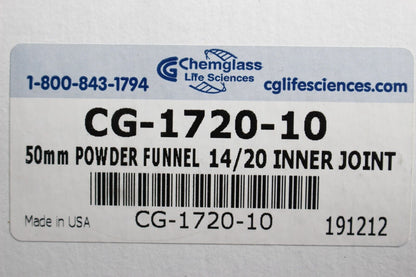 Chemglass
Life Sciences
1-800-843-1794
cglifesciences.com
CG-1720-10
50mm POWDER FUNNEL 14/20 INNER JOINT
Made in USA
CG-1720-10
191212